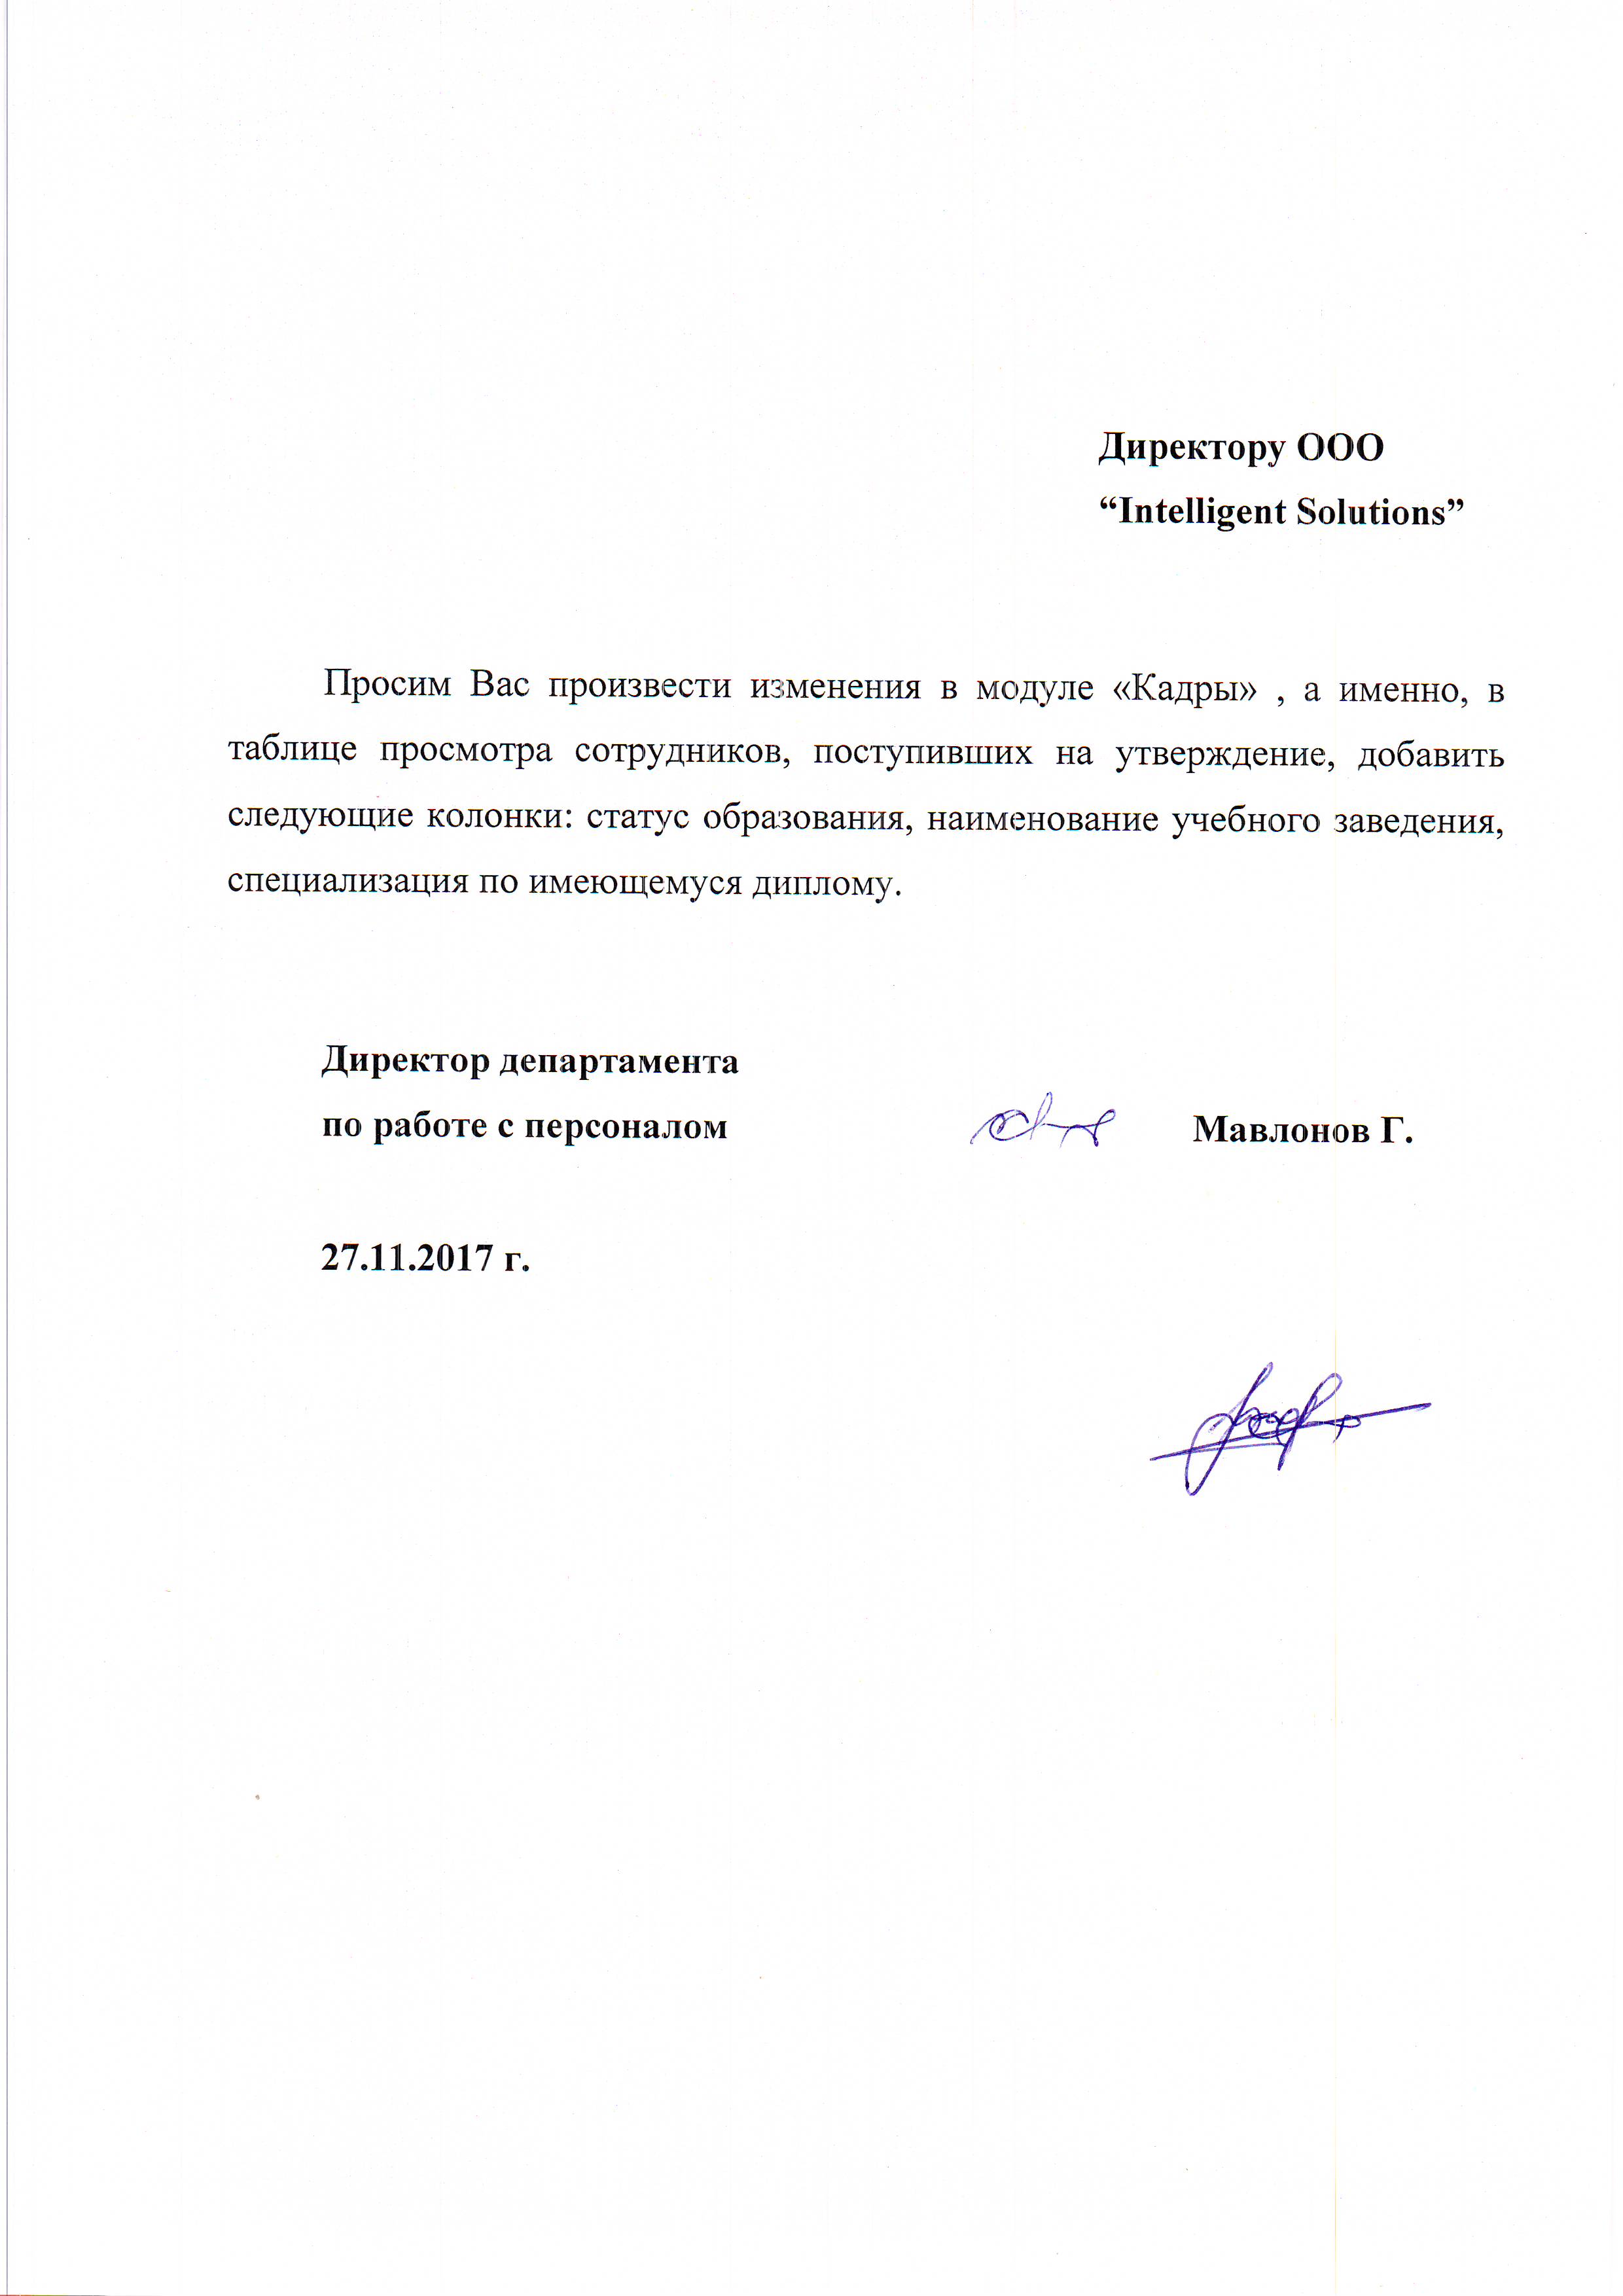 Директору ООО
“Intelligent Solutions”
Просим Вас произвести изменения в модуле «Кадры» , а именно, в
таблице просмотра сотрудников, поступивших на утверждение, добавить
следующие колонки: статус образования, наименование учебного заведения,
специализация по имеющемуся диплому.
Директор департамента
по работе с персоналом Мавлонов Г.
27.11.2017 г.